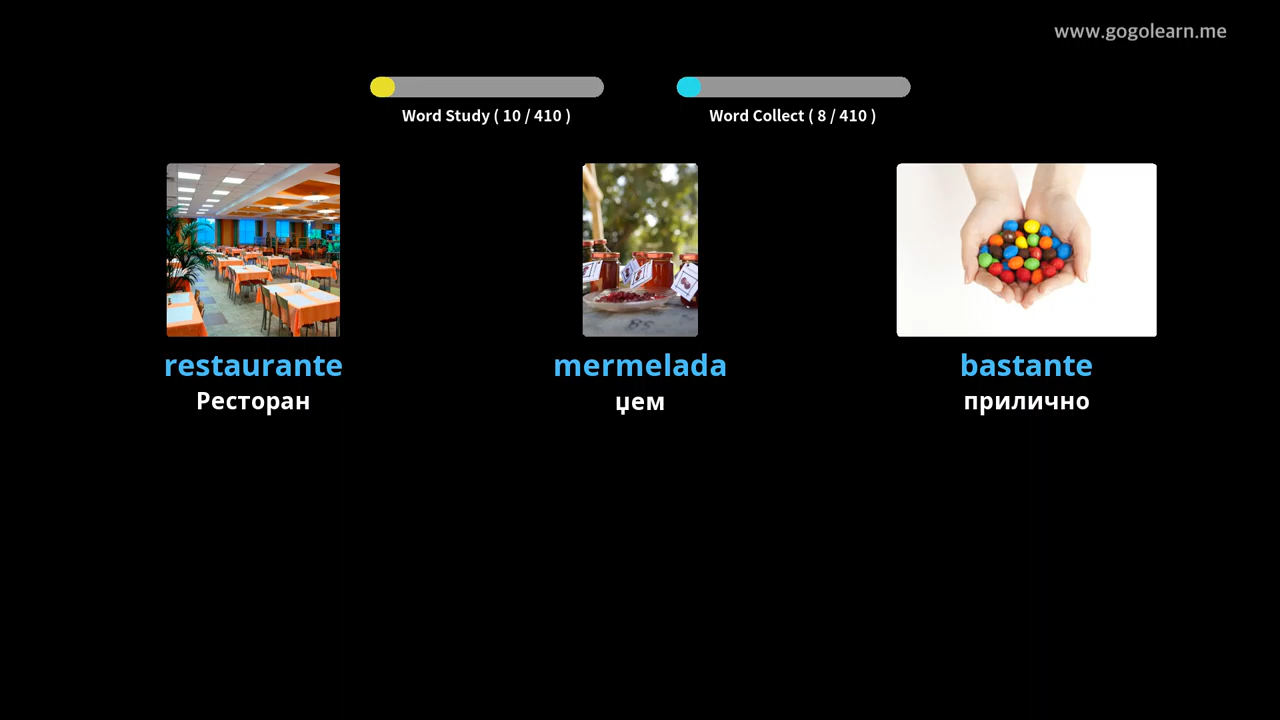 www.gogolearn.me
Word Study ( 10 / 410 )
Word Collect ( 8 / 410 )
restaurante
mermelada
bastante
Ресторан
џем
прилично